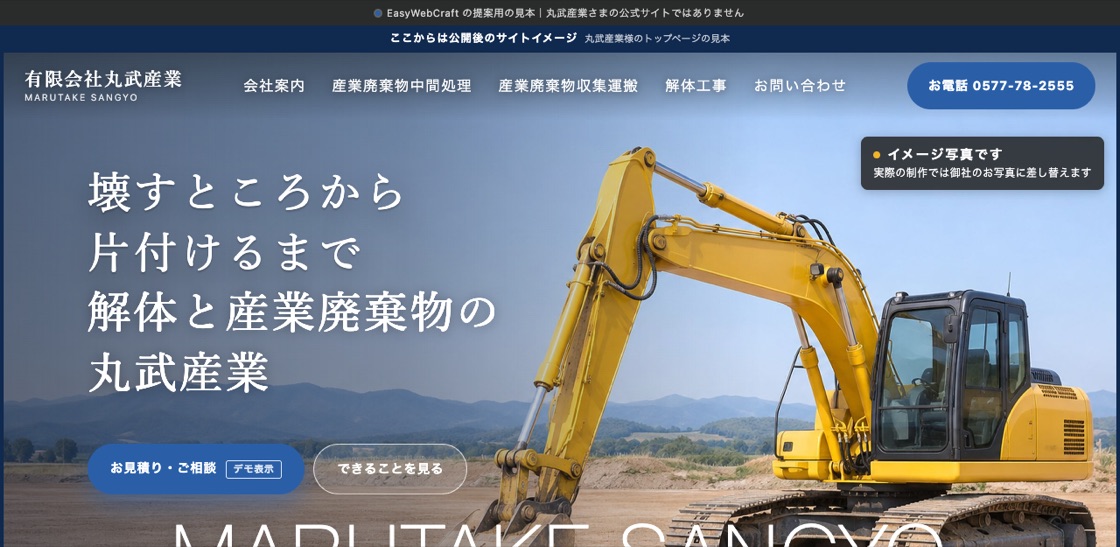 EasyWebCraft の提案用の見本｜丸武産業さまの公式サイトではありません
ここからは公開後のサイトイメージ 丸武産業様のトップページの見本
有限会社丸武産業
MARUTAKE SANGYO
会社案内 産業廃棄物中間処理 産業廃棄物収集運搬 解体工事 お問い合わせ
お電話 0577-78-2555
イメージ写真です
実際の制作では御社のお写真に差し替えます
壊すところから
片付けるまで
解体と産業廃棄物の
丸武産業
お見積り・ご相談 デモ表示
できることを見る
MARUTAKE SANGYO